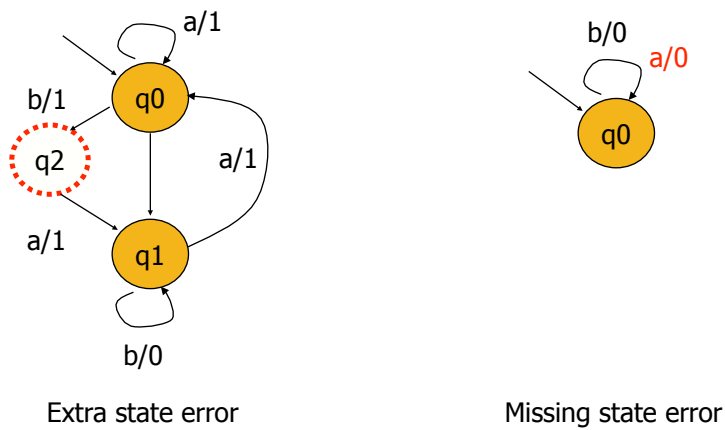 a/1
q0
b/1
q2
a/1
a/1
q1
b/0
Extra state error
b/0
a/0
q0
Missing state error